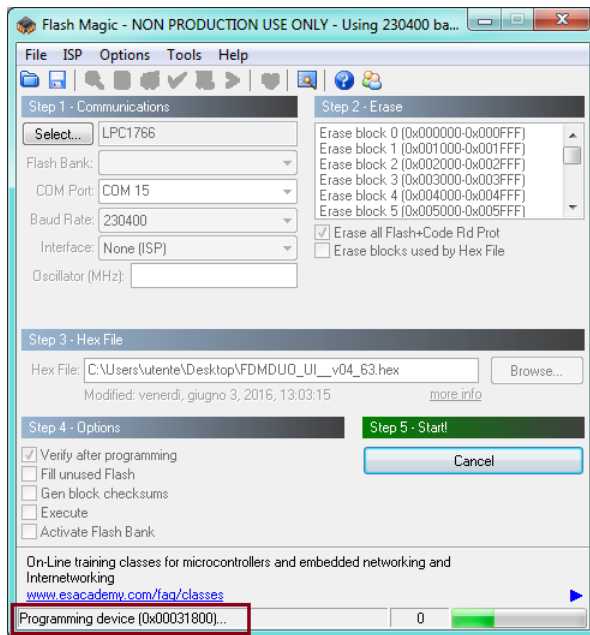 Flash Magic - NON PRODUCTION USE ONLY - Using 230400 ba...
File ISP Options Tools Help
Step 1 - Communications
Select... LPC1766
Flash Bank:
COM Port: COM 15
Baud Rate: 230400
Interface: None (ISP)
Oscillator (MHz):
Step 2 - Erase
Erase block 0 (0x000000-0x000FFF)
Erase block 1 (0x001000-0x001FFF)
Erase block 2 (0x002000-0x002FFF)
Erase block 3 (0x003000-0x003FFF)
Erase block 4 (0x004000-0x004FFF)
Erase block 5 (0x005000-0x005FFF)
Erase all Flash+Code Rd Prot
Erase blocks used by Hex File
Step 3 - Hex File
Hex File: C:\Users\utente\Desktop\FDMDUO_UI__v04_63.hex Browse...
Modified: venerdì, giugno 3, 2016, 13:03:15 more info
Step 4 - Options
Verify after programming
Fill unused Flash
Gen block checksums
Execute
Activate Flash Bank
Step 5 - Start!
Cancel
On-Line training classes for microcontrollers and embedded networking and
Internetworking
www.esacademy.com/faq/classes
Programming device (0x00031800)... 0